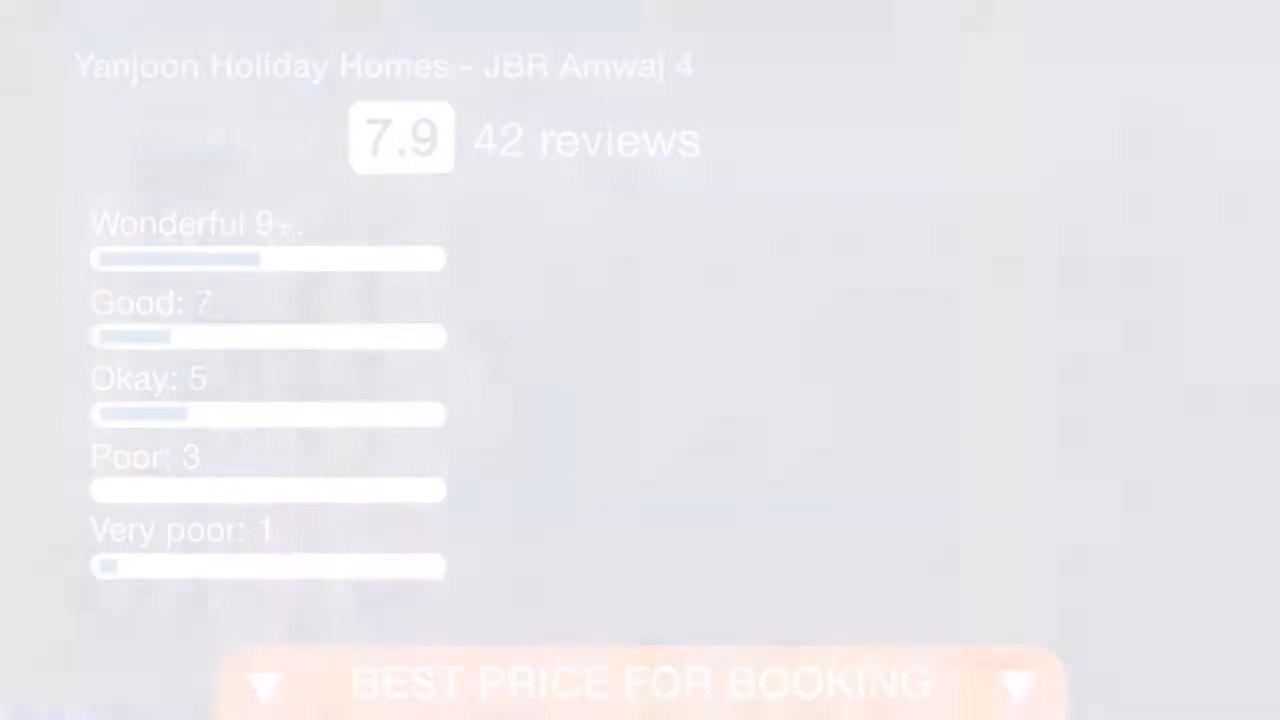 Yanjoon Holiday Homes - JBR Amwaj 4
7.9 42 reviews
Wonderful 9+:
Good: 7
Okay: 5
Poor: 3
Very poor: 1
BEST PRICE FOR BOOKING